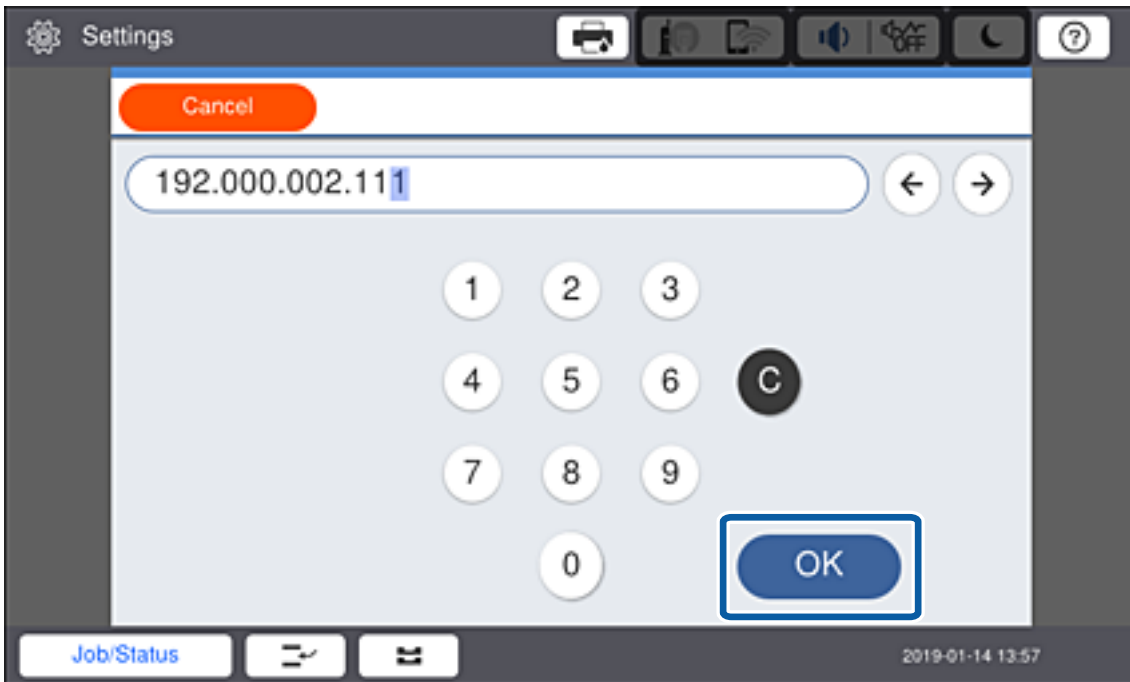 Settings
OFF
?
Cancel
192.000.002.111
1 2 3
4 5 6 C
7 8 9
0 OK
Job/Status
2019-01-14 13:57